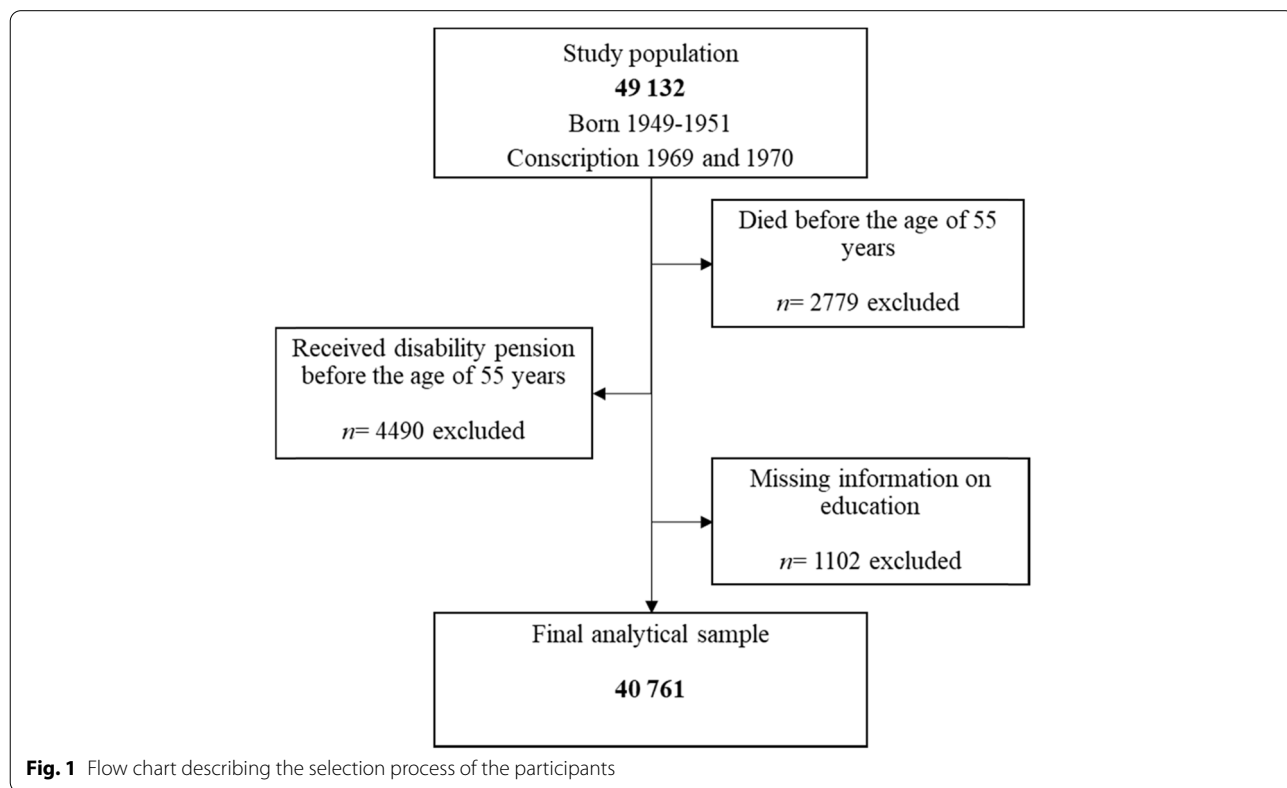 Study population
49 132
Born 1949-1951
Conscription 1969 and 1970
Died before the age of 55
years
n= 2779 excluded
Received disability pension
before the age of 55 years
n= 4490 excluded
Missing information on
education
n= 1102 excluded
Final analytical sample
40 761
Fig. 1 Flow chart describing the selection process of the participants